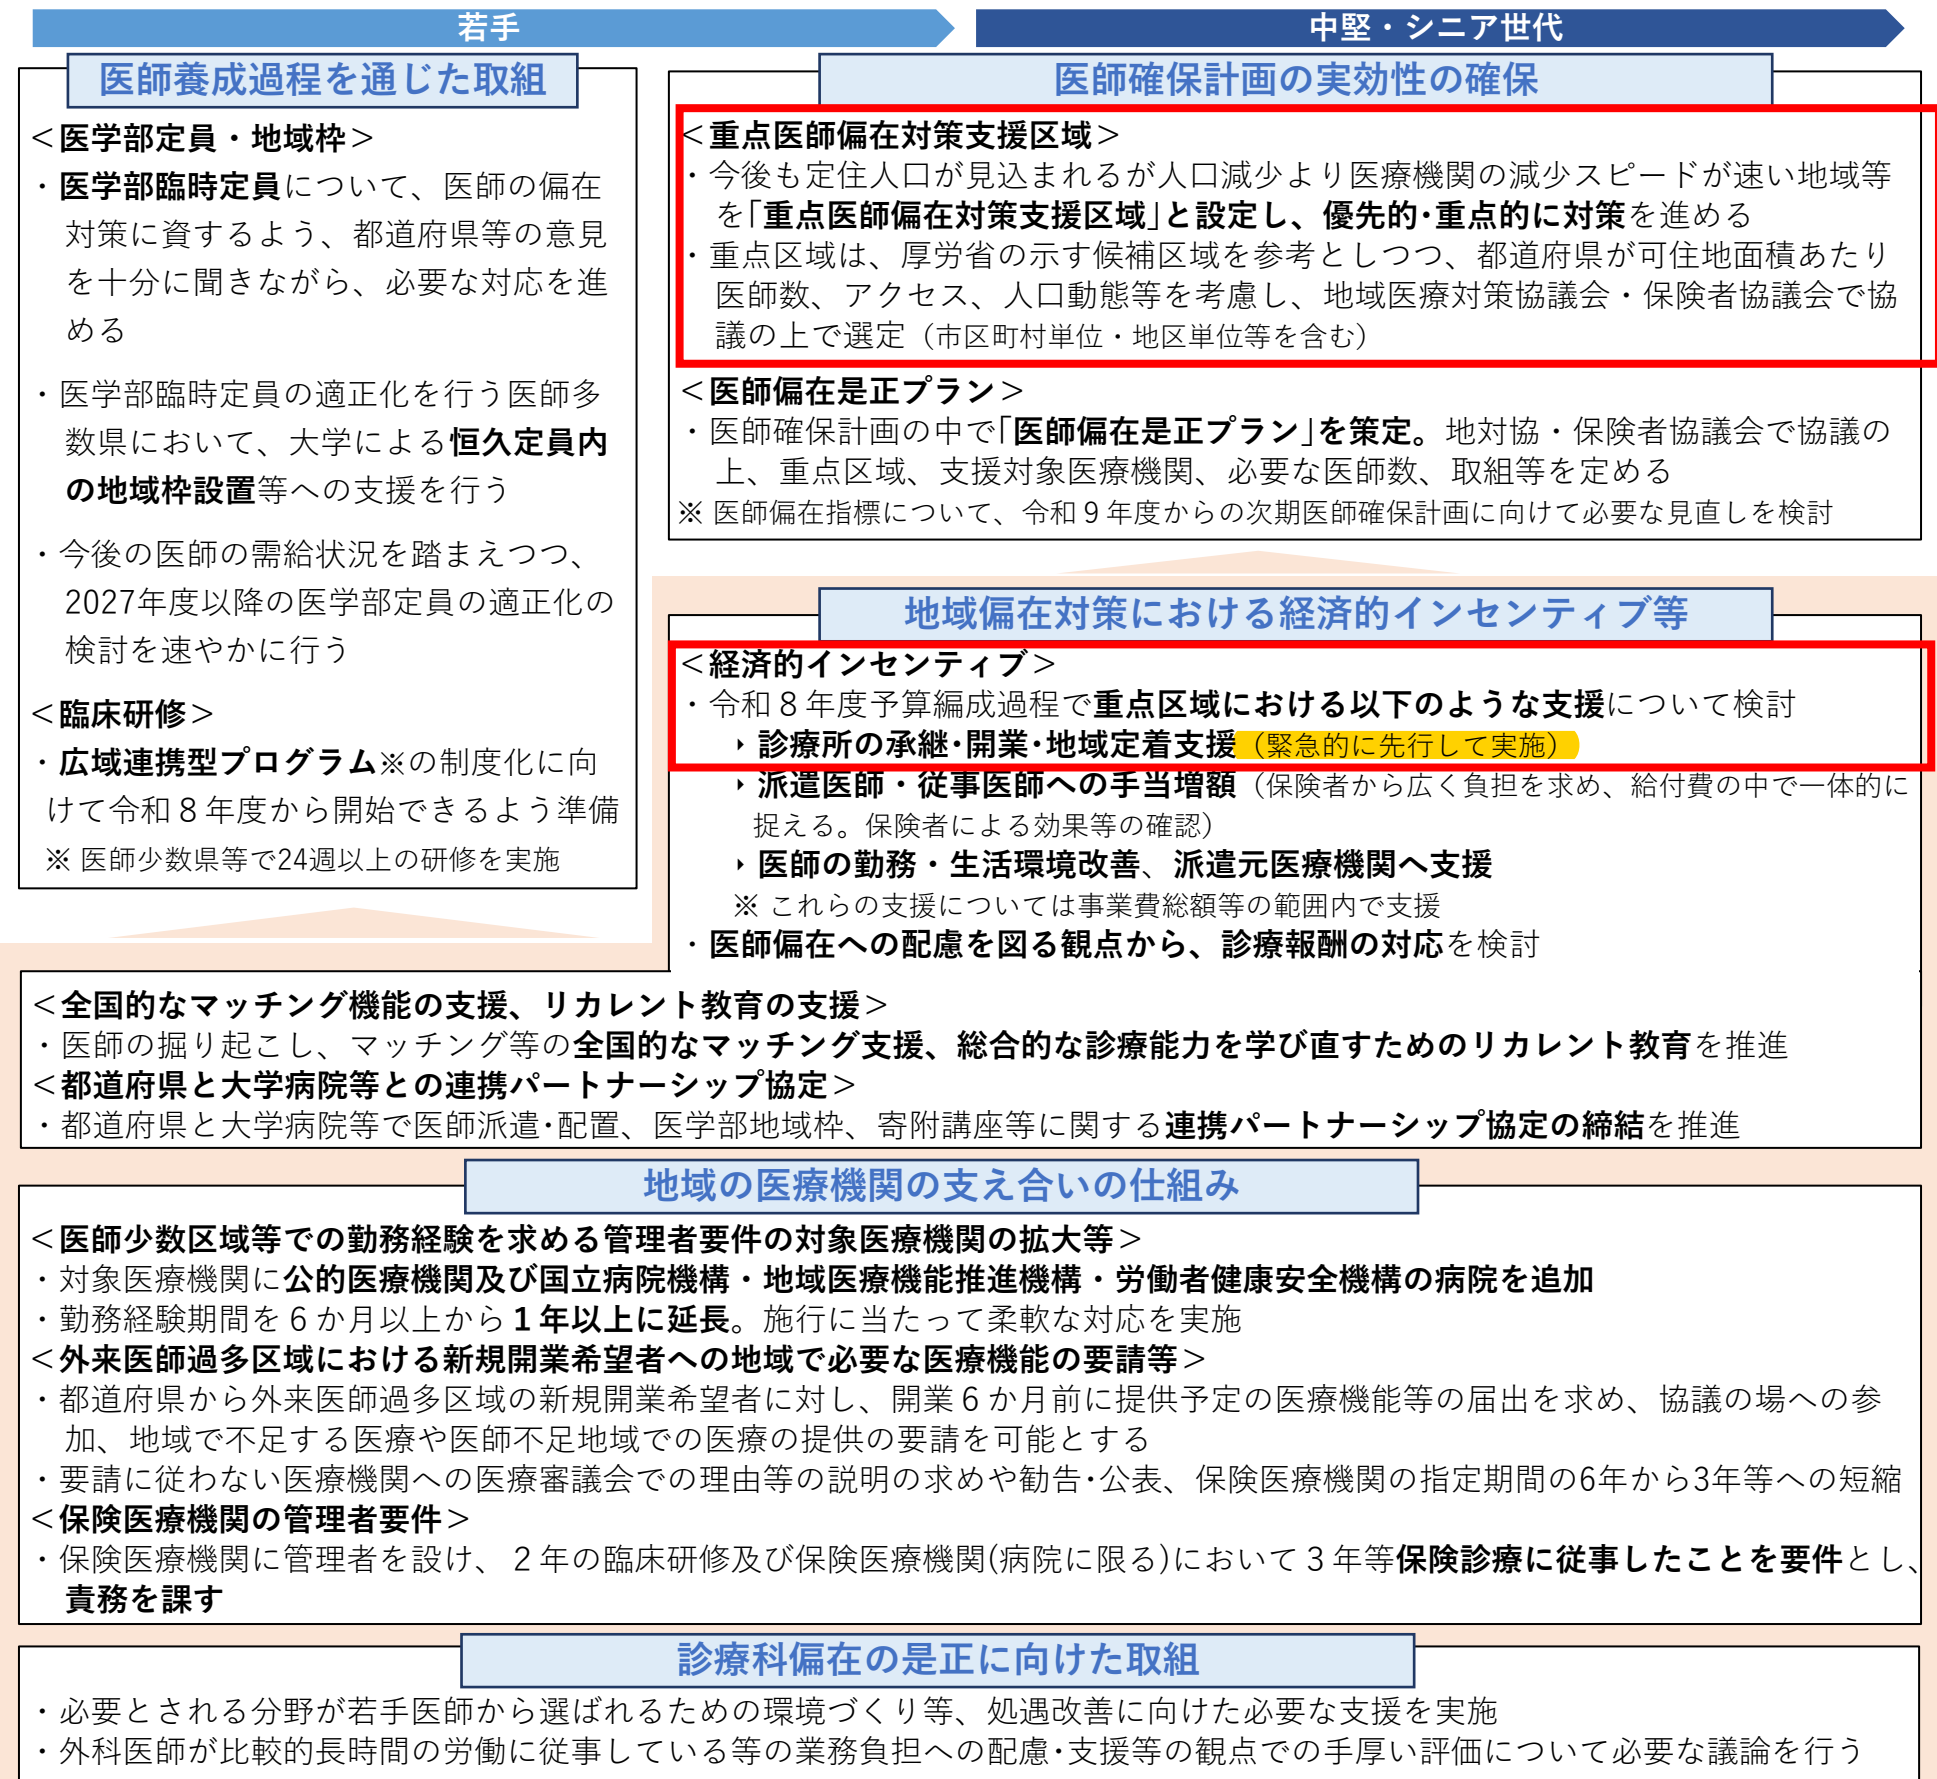 若手
中堅・シニア世代
医師養成過程を通じた取組
＜医学部定員・地域枠＞
・医学部臨時定員について、医師の偏在
対策に資するよう、都道府県等の意見
を十分に聞きながら、必要な対応を進
める
・医学部臨時定員の適正化を行う医師多
数県において、大学による恒久定員内
の地域枠設置等への支援を行う
・今後の医師の需給状況を踏まえつつ、
2027年度以降の医学部定員の適正化の
検討を速やかに行う
＜臨床研修＞
・広域連携型プログラム※の制度化に向
けて令和８年度から開始できるよう準備
※ 医師少数県等で24週以上の研修を実施
医師確保計画の実効性の確保
＜重点医師偏在対策支援区域＞
・今後も定住人口が見込まれるが人口減少より医療機関の減少スピードが速い地域等
を｢重点医師偏在対策支援区域｣と設定し、優先的･重点的に対策を進める
・重点区域は、厚労省の示す候補区域を参考としつつ、都道府県が可住地面積あたり
医師数、アクセス、人口動態等を考慮し、地域医療対策協議会・保険者協議会で協
議の上で選定（市区町村単位・地区単位等を含む）
＜医師偏在是正プラン＞
・医師確保計画の中で｢医師偏在是正プラン｣を策定。地対協・保険者協議会で協議の
上、重点区域、支援対象医療機関、必要な医師数、取組等を定める
※ 医師偏在指標について、令和９年度からの次期医師確保計画に向けて必要な見直しを検討
地域偏在対策における経済的インセンティブ等
＜経済的インセンティブ＞
・令和８年度予算編成過程で重点区域における以下のような支援について検討
‣ 診療所の承継･開業･地域定着支援（緊急的に先行して実施）
‣ 派遣医師・従事医師への手当増額（保険者から広く負担を求め、給付費の中で一体的に
捉える。保険者による効果等の確認）
‣ 医師の勤務・生活環境改善、派遣元医療機関へ支援
※ これらの支援については事業費総額等の範囲内で支援
・医師偏在への配慮を図る観点から、診療報酬の対応を検討
＜全国的なマッチング機能の支援、リカレント教育の支援＞
・医師の掘り起こし、マッチング等の全国的なマッチング支援、総合的な診療能力を学び直すためのリカレント教育を推進
＜都道府県と大学病院等との連携パートナーシップ協定＞
・都道府県と大学病院等で医師派遣･配置、医学部地域枠、寄附講座等に関する連携パートナーシップ協定の締結を推進
地域の医療機関の支え合いの仕組み
＜医師少数区域等での勤務経験を求める管理者要件の対象医療機関の拡大等＞
・対象医療機関に公的医療機関及び国立病院機構・地域医療機能推進機構・労働者健康安全機構の病院を追加
・勤務経験期間を６か月以上から１年以上に延長。施行に当たって柔軟な対応を実施
＜外来医師過多区域における新規開業希望者への地域で必要な医療機能の要請等＞
・都道府県から外来医師過多区域の新規開業希望者に対し、開業６か月前に提供予定の医療機能等の届出を求め、協議の場への参
加、地域で不足する医療や医師不足地域での医療の提供の要請を可能とする
・要請に従わない医療機関への医療審議会での理由等の説明の求めや勧告･公表、保険医療機関の指定期間の6年から3年等への短縮
＜保険医療機関の管理者要件＞
・保険医療機関に管理者を設け、２年の臨床研修及び保険医療機関(病院に限る)において３年等保険診療に従事したことを要件とし、
責務を課す
診療科偏在の是正に向けた取組
・必要とされる分野が若手医師から選ばれるための環境づくり等、処遇改善に向けた必要な支援を実施
・外科医師が比較的長時間の労働に従事している等の業務負担への配慮･支援等の観点での手厚い評価について必要な議論を行う